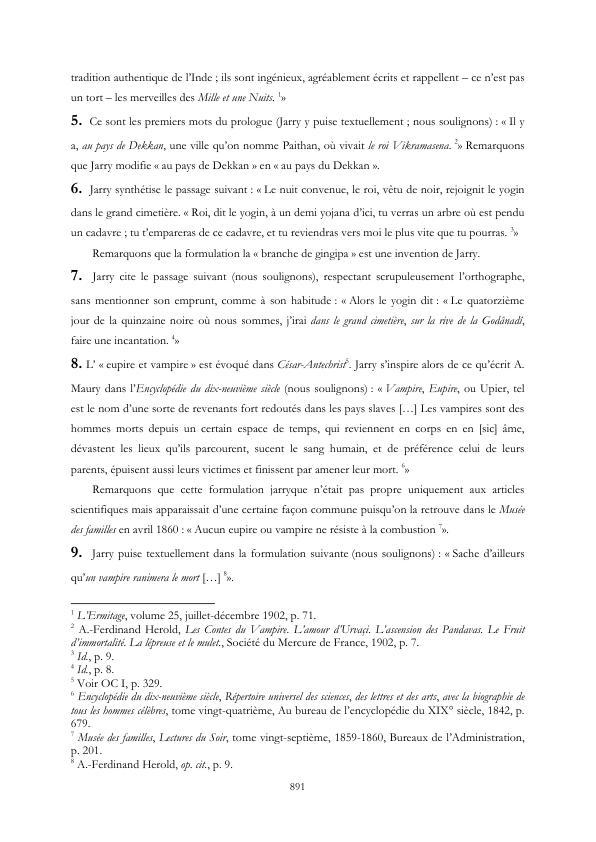 tradition authentique de l'Inde ; ils sont ingénieux, agréablement écrits et rappellent – ce n'est pas
un tort – les merveilles des Mille et une Nuits. 1»
5. Ce sont les premiers mots du prologue (Jarry y puise textuellement ; nous soulignons) : « Il y
a, au pays de Dekkan, une ville qu'on nomme Paithan, où vivait le roi Vikramasena. 2» Remarquons
que Jarry modifie « au pays de Dekkan » en « au pays du Dekkan ».
6. Jarry synthétise le passage suivant : « Le nuit convenue, le roi, vêtu de noir, rejoignit le yogin
dans le grand cimetière. « Roi, dit le yogin, à un demi yojana d'ici, tu verras un arbre où est pendu
un cadavre ; tu t'empareras de ce cadavre, et tu reviendras vers moi le plus vite que tu pourras. 3»
Remarquons que la formulation la « branche de gingipa » est une invention de Jarry.
7. Jarry cite le passage suivant (nous soulignons), respectant scrupuleusement l'orthographe,
sans mentionner son emprunt, comme à son habitude : « Alors le yogin dit : « Le quatorzième
jour de la quinzaine noire où nous sommes, j'irai dans le grand cimetière, sur la rive de la Godânadî,
faire une incantation. 4»
8. L' « eupire et vampire » est évoqué dans César-Antechrist5. Jarry s'inspire alors de ce qu'écrit A.
Maury dans l'Encyclopédie du dix-neuvième siècle (nous soulignons) : « Vampire, Eupire, ou Upier, tel
est le nom d'une sorte de revenants fort redoutés dans les pays slaves […] Les vampires sont des
hommes morts depuis un certain espace de temps, qui reviennent en corps en en [sic] âme,
dévastent les lieux qu'ils parcourent, sucent le sang humain, et de préférence celui de leurs
parents, épuisent aussi leurs victimes et finissent par amener leur mort. 6»
Remarquons que cette formulation jarryque n'était pas propre uniquement aux articles
scientifiques mais apparaissait d'une certaine façon commune puisqu'on la retrouve dans le Musée
des familles en avril 1860 : « Aucun eupire ou vampire ne résiste à la combustion 7».
9. Jarry puise textuellement dans la formulation suivante (nous soulignons) : « Sache d'ailleurs
qu'un vampire ranimera le mort […] 8».
1 L'Ermitage, volume 25, juillet-décembre 1902, p. 71.
2 A.-Ferdinand Herold, Les Contes du Vampire. L'amour d'Urvaçi. L'ascension des Pandavas. Le Fruit
d'immortalité. La lépreuse et le mulet., Société du Mercure de France, 1902, p. 7.
3 Id., p. 9.
4 Id., p. 8.
5 Voir OC I, p. 329.
6 Encyclopédie du dix-neuvième siècle, Répertoire universel des sciences, des lettres et des arts, avec la biographie de
tous les hommes célèbres, tome vingt-quatrième, Au bureau de l'encyclopédie du XIX° siècle, 1842, p.
679.
7 Musée des familles, Lectures du Soir, tome vingt-septième, 1859-1860, Bureaux de l'Administration,
p. 201.
8 A.-Ferdinand Herold, op. cit., p. 9.
891